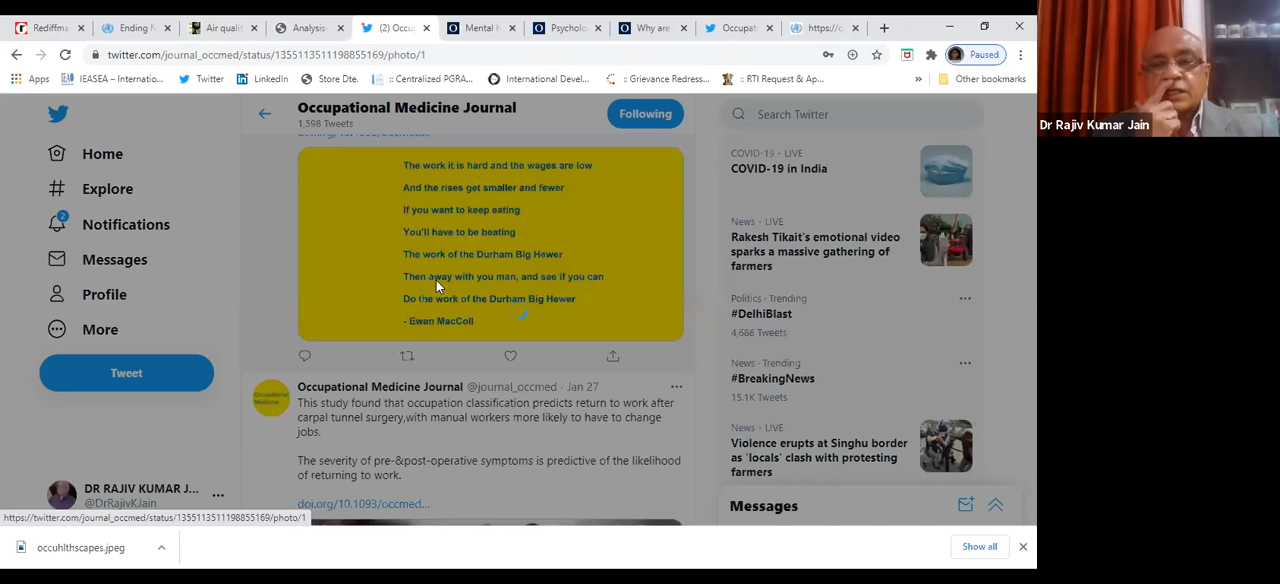 Rediffm
Ending N
Air quali
Analysis-
(2) Occu
Mental h
Psycholo
Why are
Occupati
https://c
twitter.com/journal_occmed/status/1355113511198855169/photo/1
Paused
Apps
IEASEA – Internatio...
Twitter
LinkedIn
Store Dte.
:: Centralized PGRA...
International Devel...
:: Grievance Redress...
:: RTI Request & Ap...
»
Other bookmarks
Dr Rajiv Kumar Jain
Occupational Medicine Journal
1,598 Tweets
Following
Search Twitter
Home
Explore
2
Notifications
Messages
Profile
More
Tweet
DR RAJIV KUMAR J...
@DrRajivKJain
The work it is hard and the wages are low
And the rises get smaller and fewer
If you want to keep eating
You'll have to be beating
The work of the Durham Big Hewer
Then away with you man, and see if you can
Do the work of the Durham Big Hewer
- Ewan MacColl
Occupational Medicine
Occupational Medicine Journal @journal_occmed · Jan 27
This study found that occupation classification predicts return to work after
carpal tunnel surgery,with manual workers more likely to have to change
jobs.
The severity of pre-&post-operative symptoms is predictive of the likelihood
of returning to work.
doi.org/10.1093/occmed...
COVID-19 · LIVE
COVID-19 in India
News · LIVE
Rakesh Tikait's emotional video
sparks a massive gathering of
farmers
Politics · Trending
#DelhiBlast
4,686 Tweets
News · Trending
#BreakingNews
15.1K Tweets
News · LIVE
Violence erupts at Singhu border
as 'locals' clash with protesting
farmers
Messages
https://twitter.com/journal_occmed/status/1355113511198855169/photo/1
occuhlthscapes.jpeg
Show all